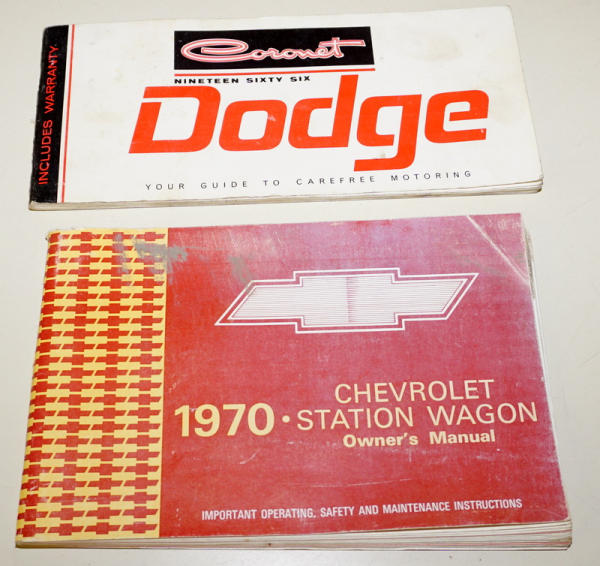 INCLUDES WARRANTY
Coronet
NINETEEN SIXTY SIX
Dodge
YOUR GUIDE TO CAREFREE MOTORING
CHEVROLET
1970 • STATION WAGON
Owner's Manual
IMPORTANT OPERATING, SAFETY AND MAINTENANCE INSTRUCTIONS